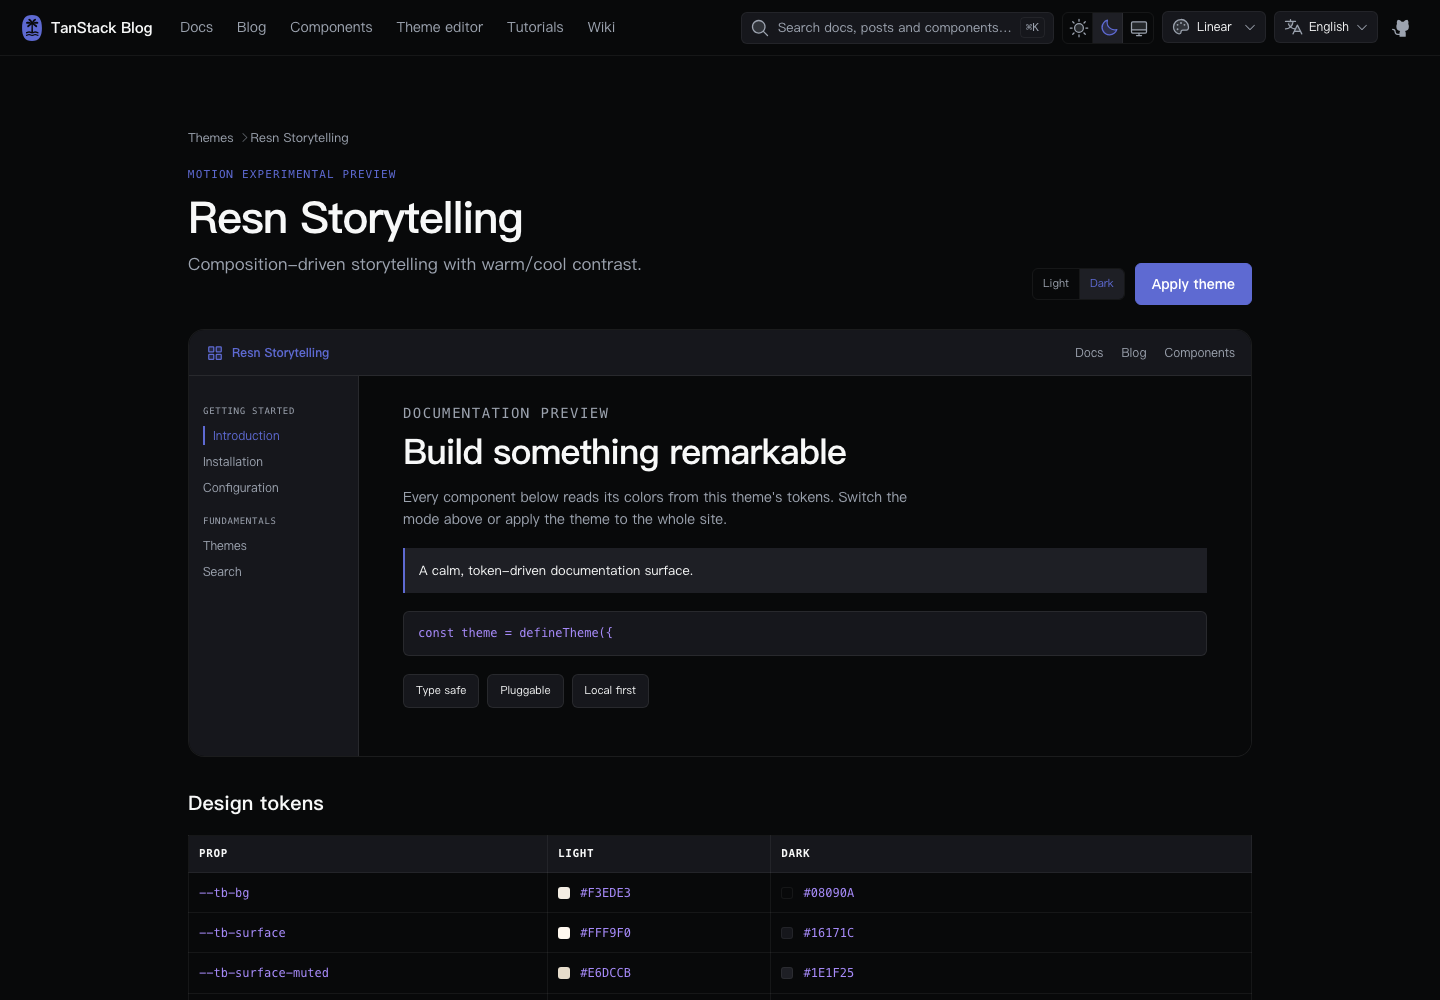 TanStack Blog
Docs
Blog
Components
Theme editor
Tutorials
Wiki
Search docs, posts and components...
⌘K
Linear
English
Themes
Resn Storytelling
MOTION EXPERIMENTAL PREVIEW
Resn Storytelling
Composition-driven storytelling with warm/cool contrast.
Light
Dark
Apply theme
Resn Storytelling
Docs
Blog
Components
GETTING STARTED
Introduction
Installation
Configuration
FUNDAMENTALS
Themes
Search
DOCUMENTATION PREVIEW
Build something remarkable
Every component below reads its colors from this theme's tokens. Switch the
mode above or apply the theme to the whole site.
A calm, token-driven documentation surface.
const theme = defineTheme({
Type safe
Pluggable
Local first
Design tokens
PROP
LIGHT
DARK
--tb-bg
#F3EDE3
#08090A
--tb-surface
#FFF9F0
#16171C
--tb-surface-muted
#E6DCCB
#1E1F25